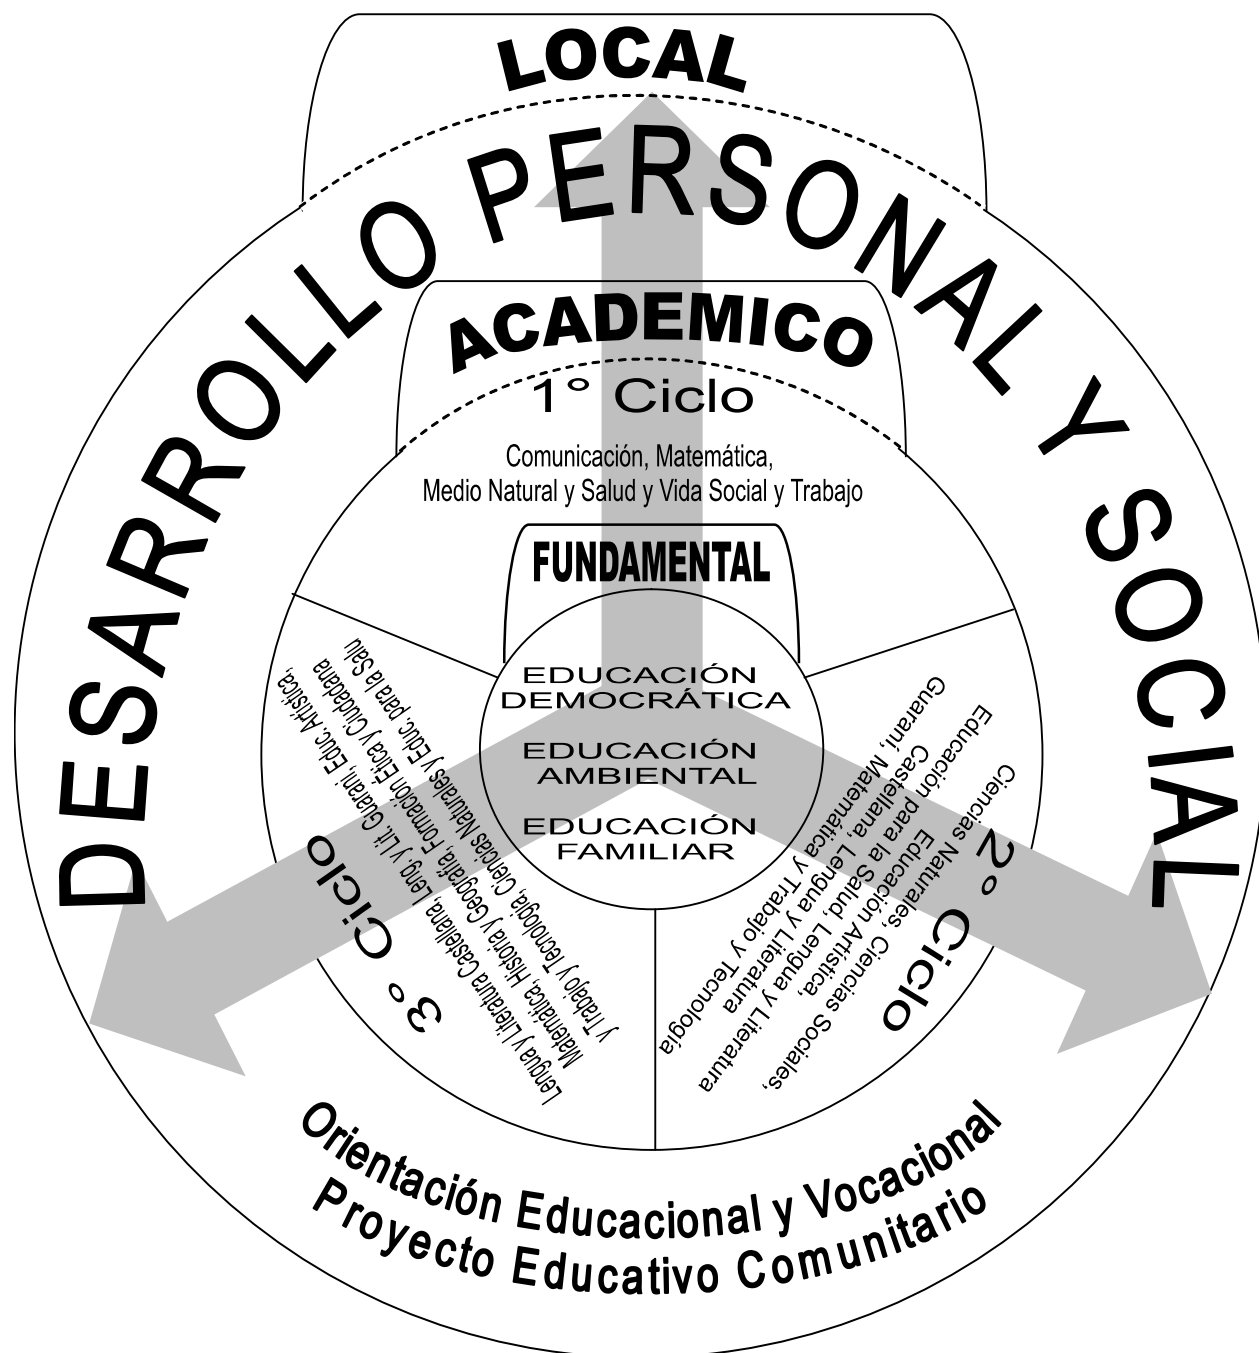 LOCAL
DESARROLLO PERSONAL Y SOCIAL
ACADEMICO
1° Ciclo
Comunicación, Matemática,
Medio Natural y Salud y Vida Social y Trabajo
FUNDAMENTAL
EDUCACIÓN
DEMOCRÁTICA
EDUCACIÓN
AMBIENTAL
EDUCACIÓN
FAMILIAR
2° Ciclo
Ciencias Naturales, Ciencias Sociales,
Educación Artística,
Educación para la Salud, Lengua y Literatura
Castellana, Lengua y Literatura
Guaraní, Matemática y Trabajo y Tecnología
3° Ciclo
Lengua y Literatura Castellana, Leng y Lit. Guaraní, Educ. Artística,
Matemática, Historia y Geografía, Formación Ética y Ciudadana
y Trabajo y Tecnología, Ciencias Naturales y Educ. para la Salu
Orientación Educacional y Vocacional
Proyecto Educativo Comunitario